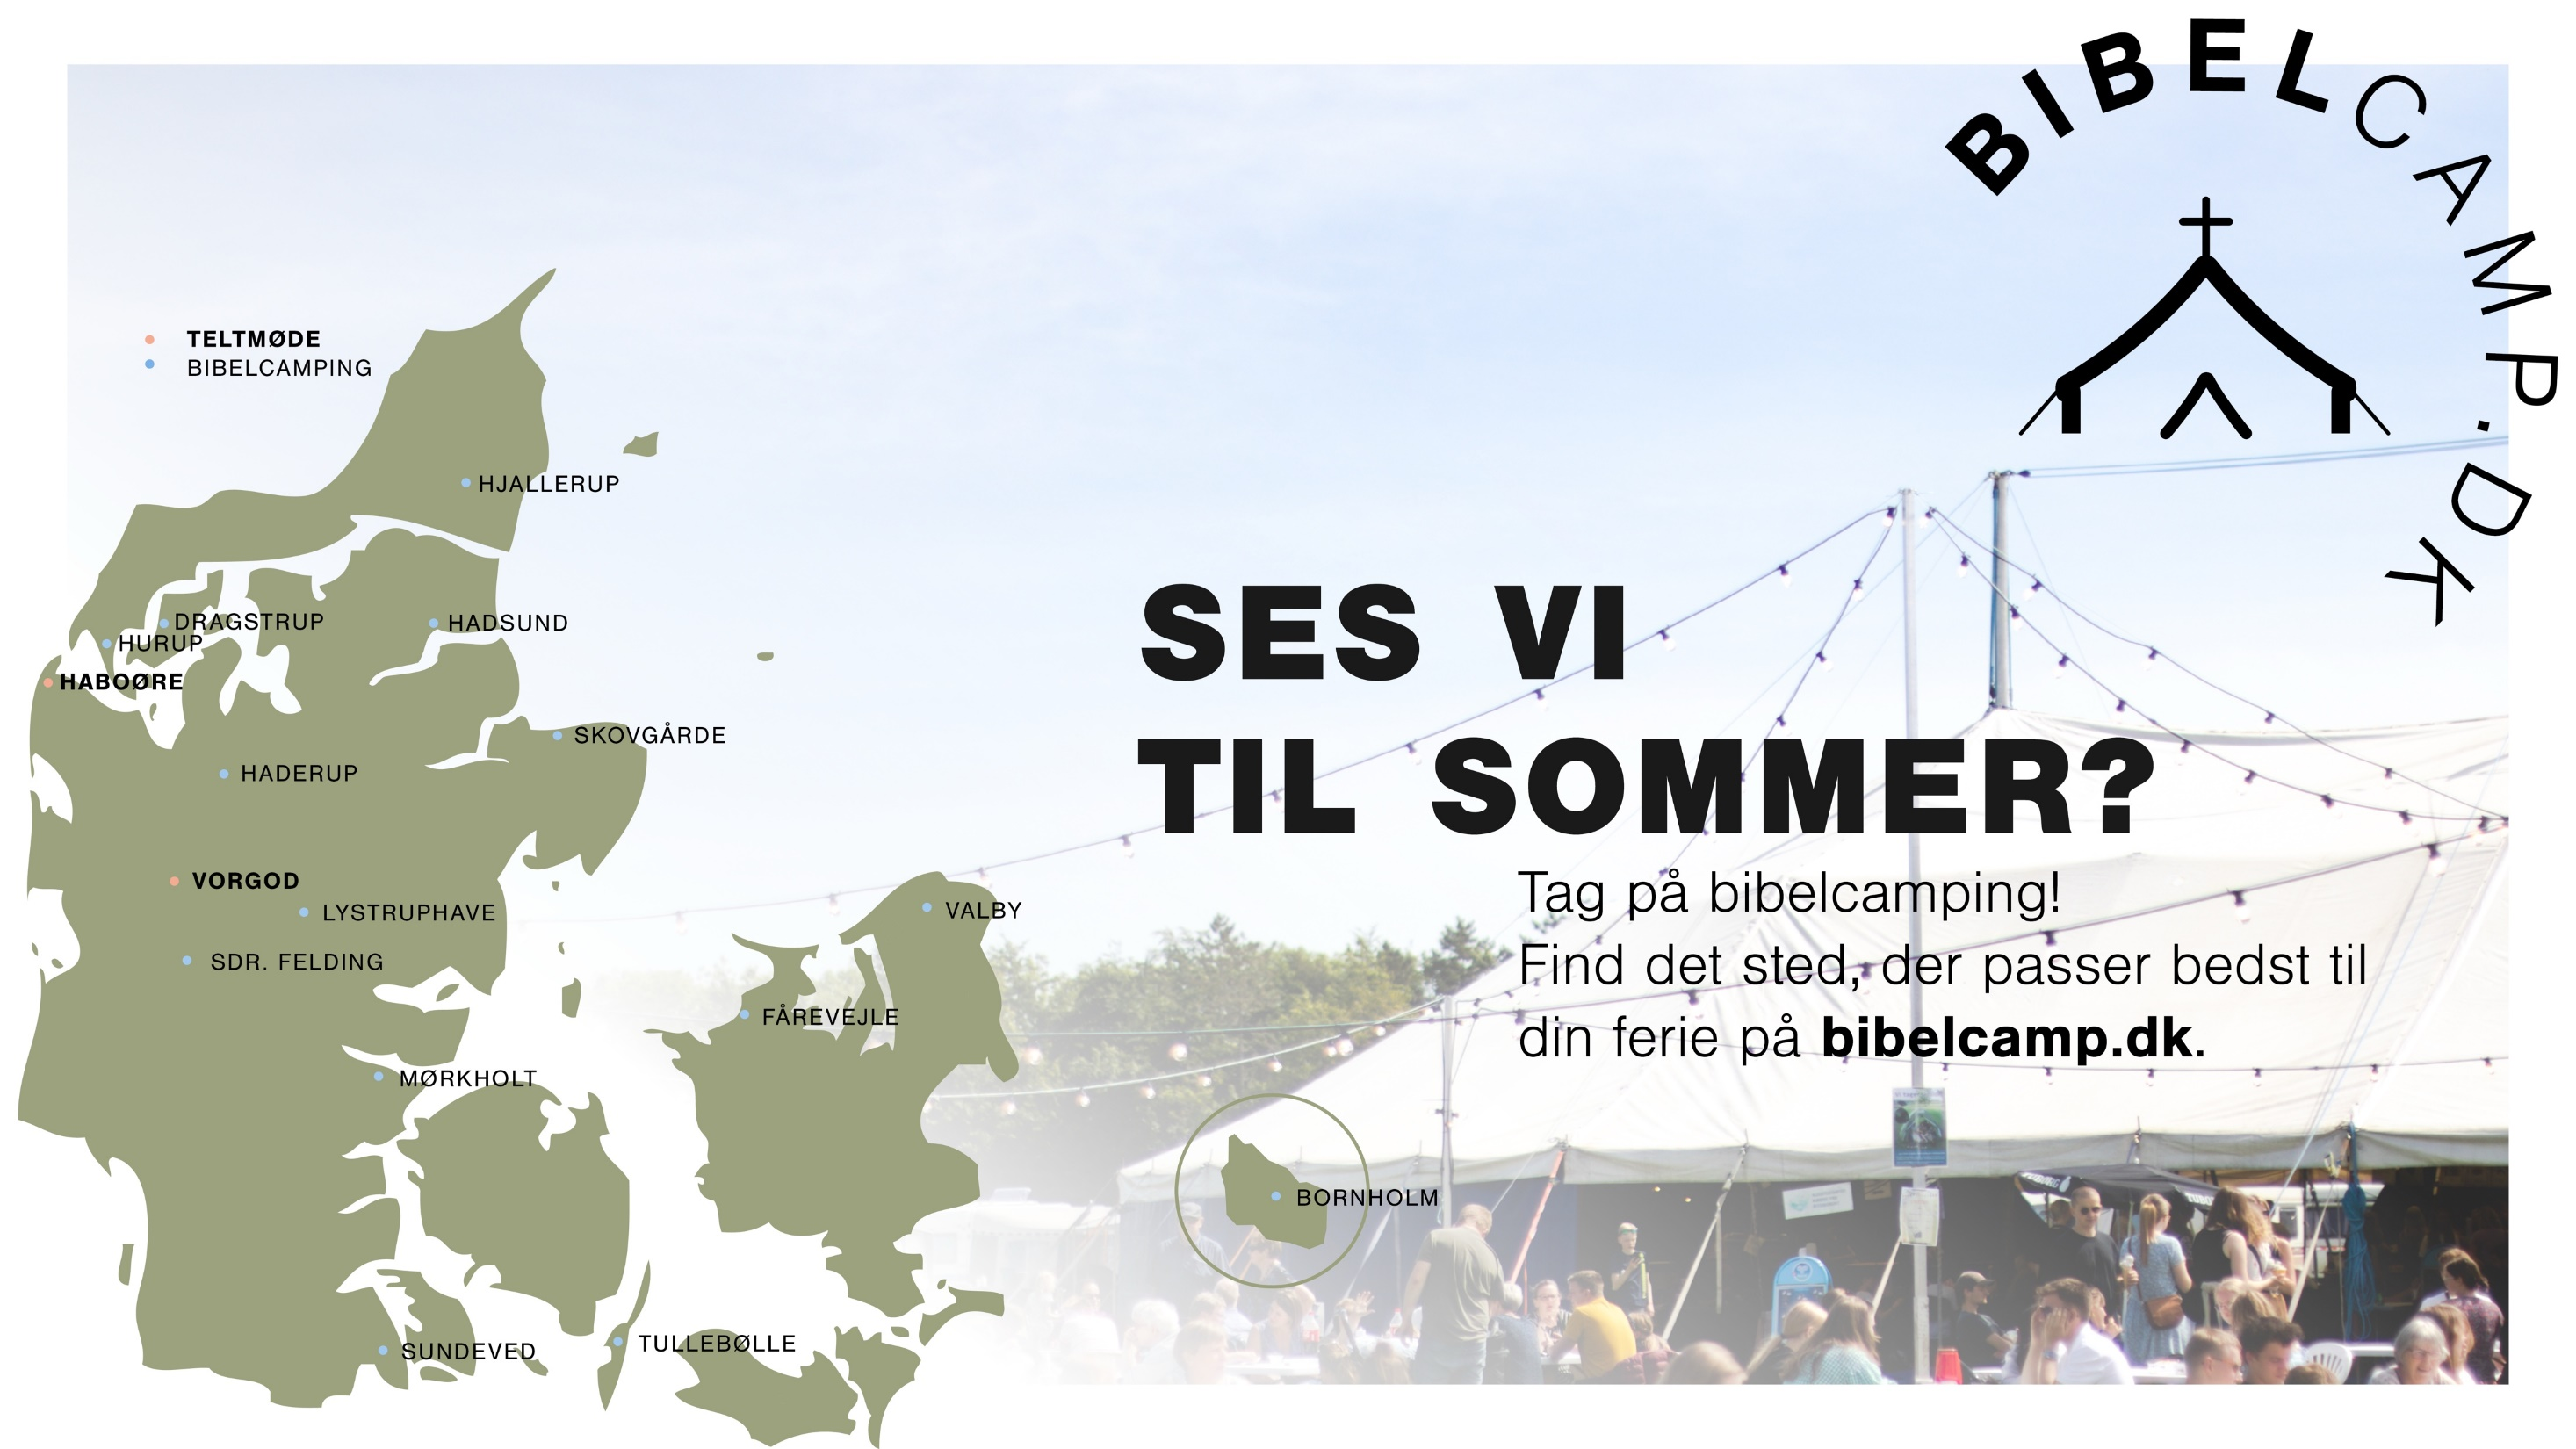 BIBELCAMP.DK
TELTMØDE
BIBELCAMPING
HJALLERUP
DRAGSTRUP
HADSUND
HURUP
HABOØRE
SKOVGÅRDE
HADERUP
VORGOD
LYSTRUPHAVE
VALBY
SDR. FELDING
FÅREVEJLE
MØRKHOLT
BORNHOLM
SUNDEVED
TULLEBØLLE
SES VI
TIL SOMMER?
Tag på bibelcamping!
Find det sted, der passer bedst til
din ferie på bibelcamp.dk.